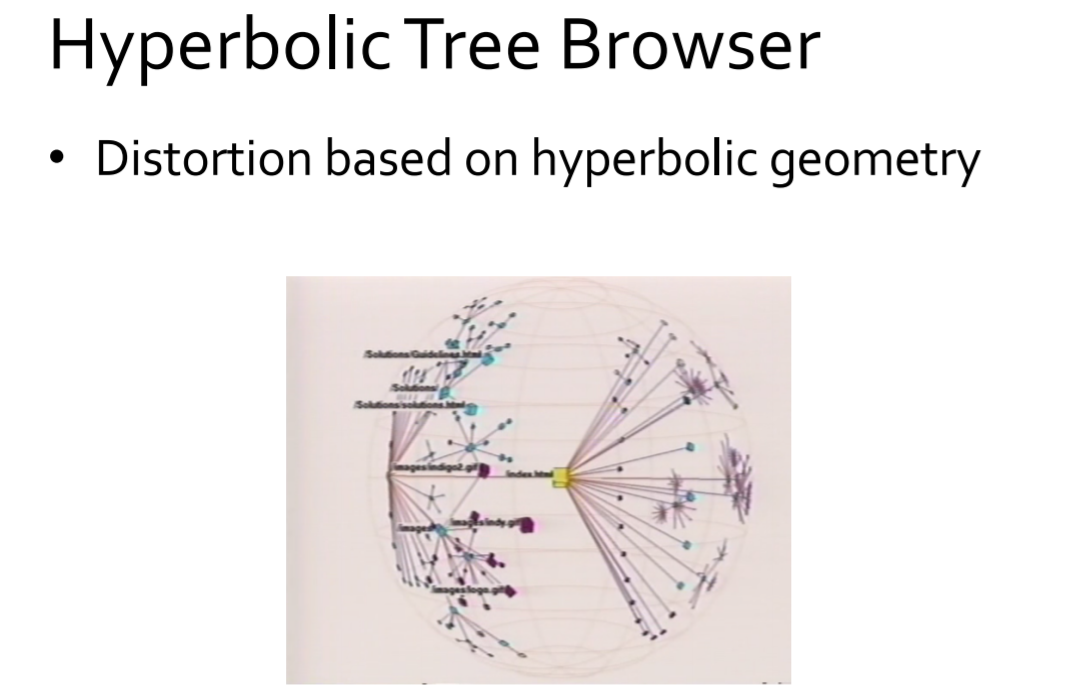 Hyperbolic Tree Browser
• Distortion based on hyperbolic geometry
/Solutions/Guidelines.html
/Solutions/
/Solutions/solutions.html
images/indigo2.gif
index.html
images
images/indy.gif
images/logo.gif